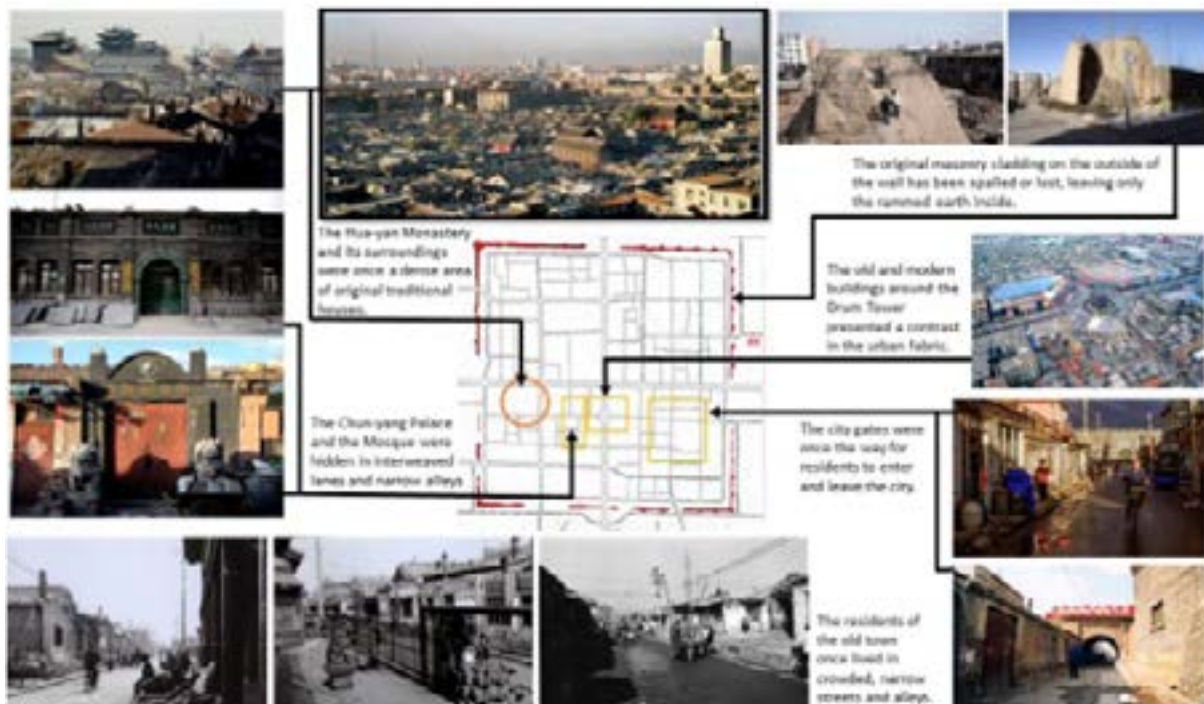 The original masonry cladding on the outside of
the wall has been spalled or lost, leaving only
the rammed earth inside.
The Hua-yan Monastery
and its surroundings
were once a dense area
of original traditional
houses.
The old and modern
buildings around the
Drum Tower
presented a contrast
in the urban fabric.
The Chun-yang Palace
and the Mosque were
hidden in interweaved
lanes and narrow alleys
The city gates were
once the way for
residents to enter
and leave the city.
The residents of
the old town
once lived in
crowded, narrow
streets and alleys.